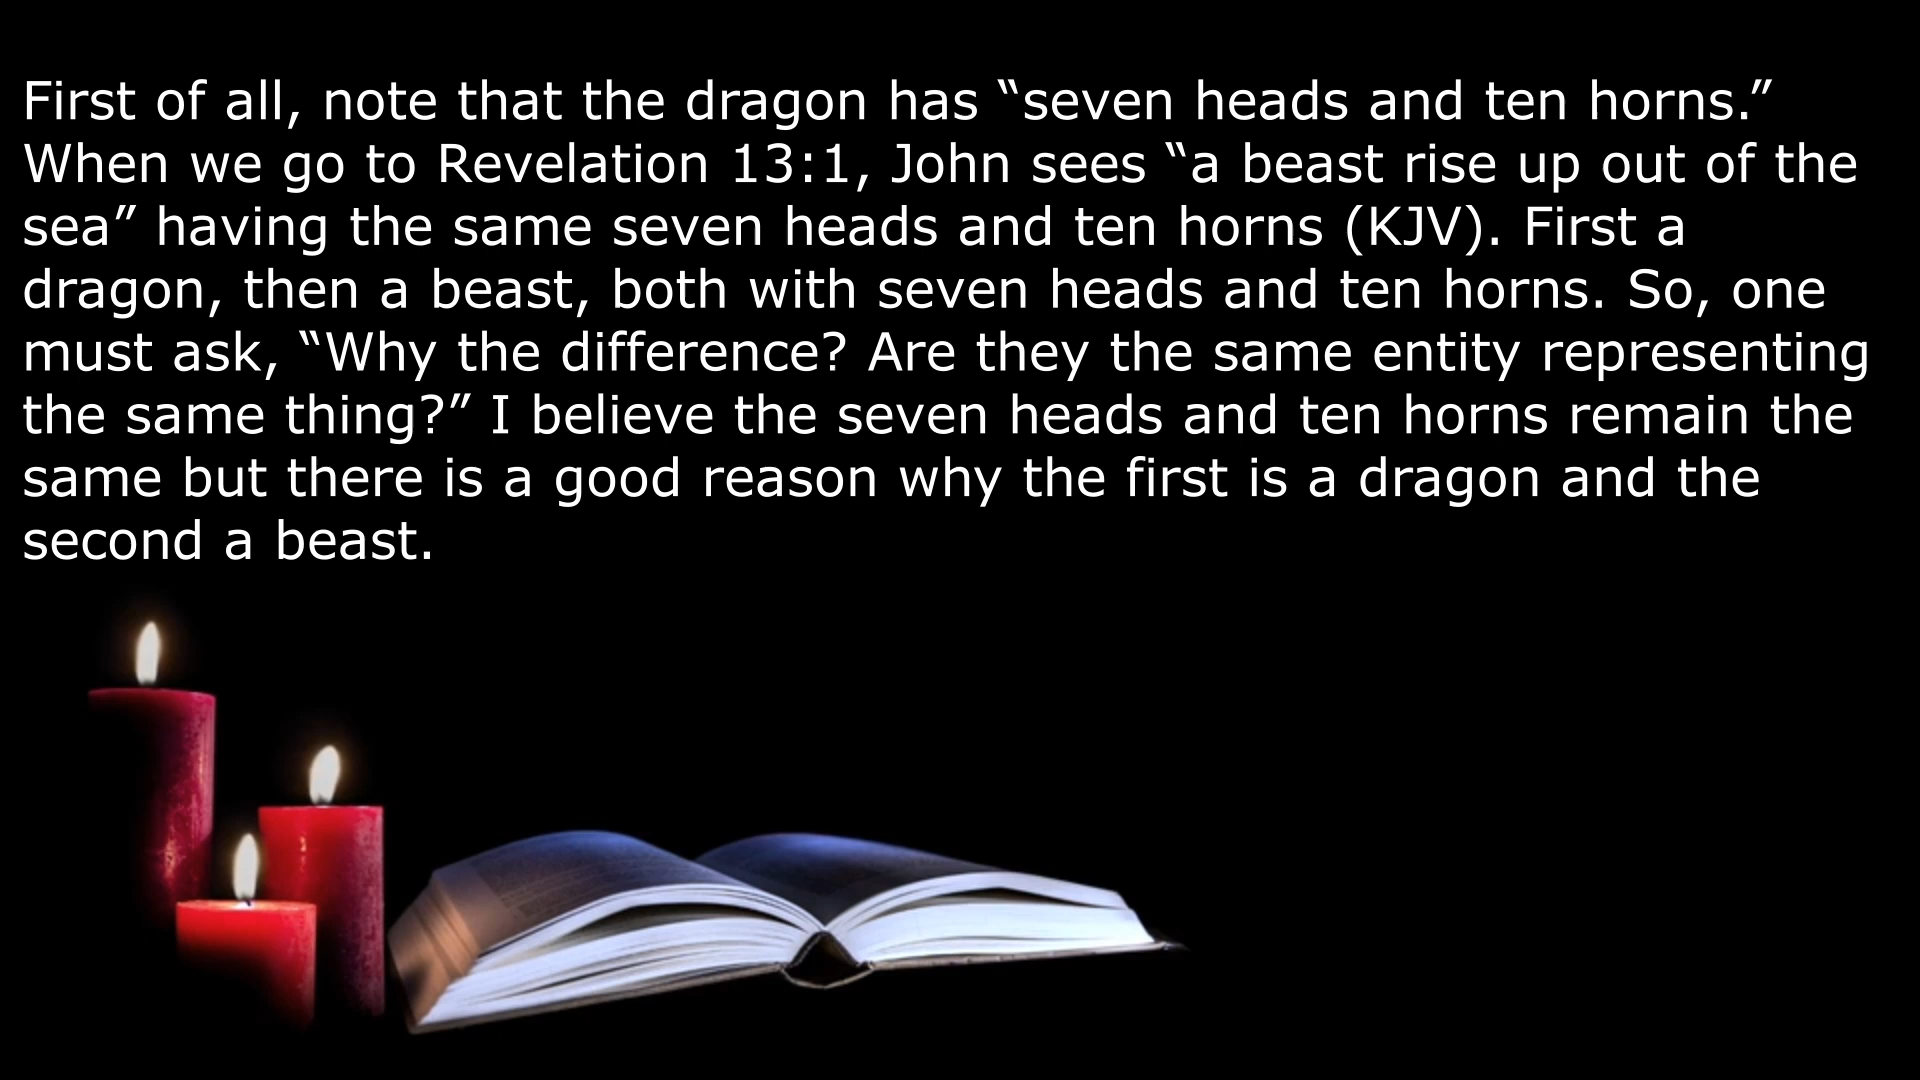 First of all, note that the dragon has “seven heads and ten horns.”
When we go to Revelation 13:1, John sees “a beast rise up out of the
sea” having the same seven heads and ten horns (KJV). First a
dragon, then a beast, both with seven heads and ten horns. So, one
must ask, “Why the difference? Are they the same entity representing
the same thing?” I believe the seven heads and ten horns remain the
same but there is a good reason why the first is a dragon and the
second a beast.